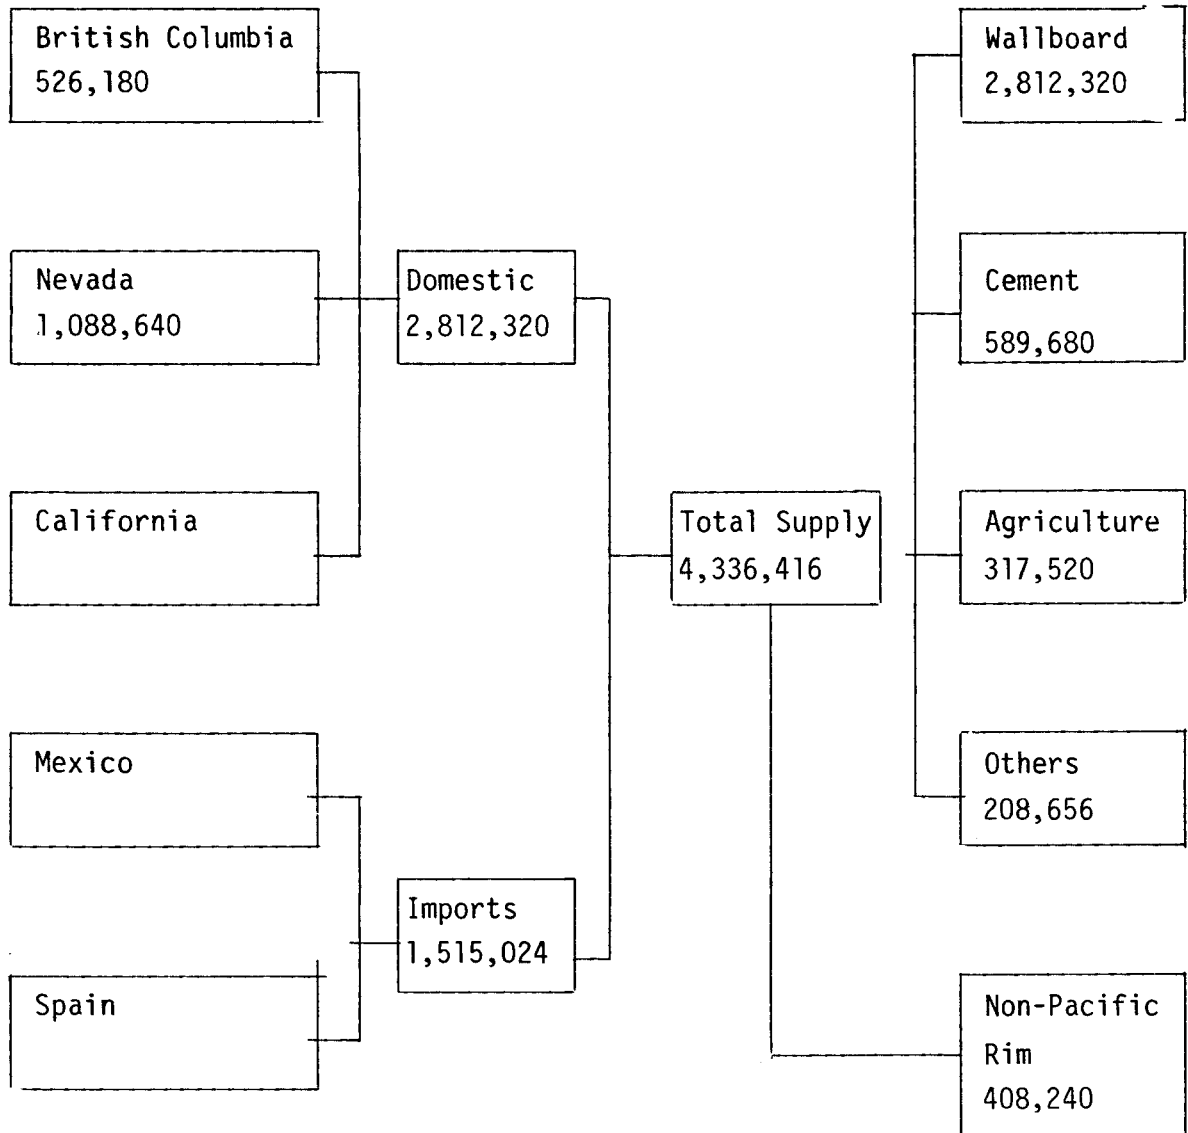 British Columbia
526,180
Nevada
1,088,640
California
Mexico
Spain
Domestic
2,812,320
Imports
1,515,024
Total Supply
4,336,416
Wallboard
2,812,320
Cement
589,680
Agriculture
317,520
Others
208,656
Non-Pacific
Rim
408,240